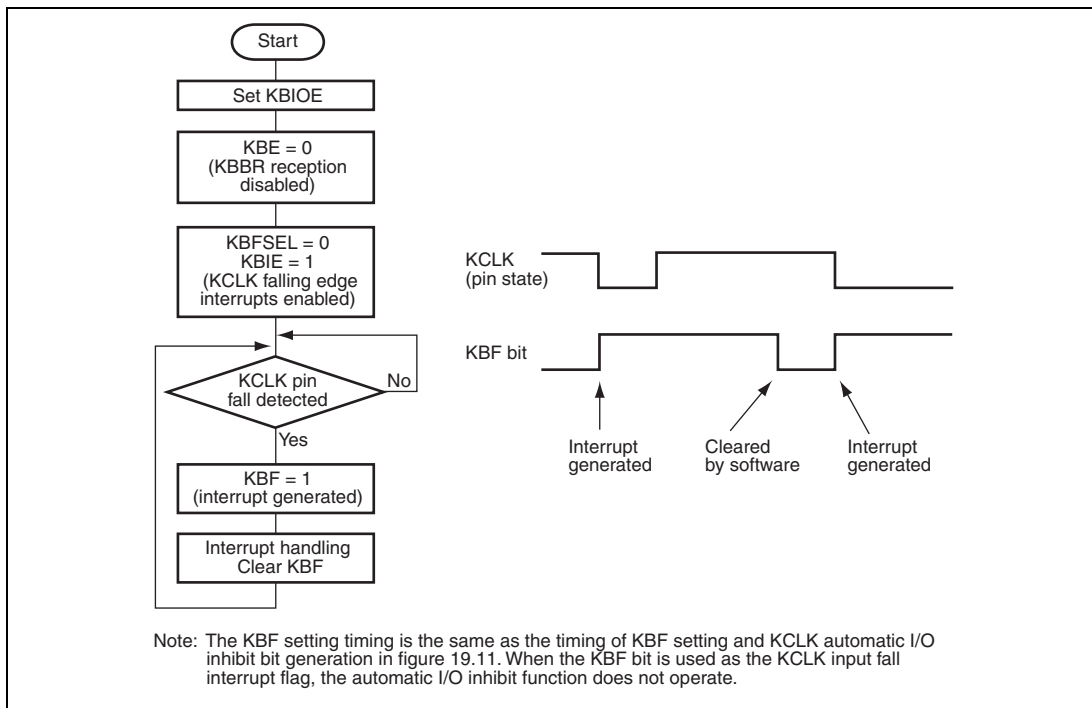 Start
Set KBIOE
KBE = 0
(KBBR reception
disabled)
KBFSEL = 0
KBIE = 1
(KCLK falling edge
interrupts enabled)
KCLK pin
fall detected
No
Yes
KBF = 1
(interrupt generated)
Interrupt handling
Clear KBF
KCLK
(pin state)
KBF bit
Interrupt
generated
Cleared
by software
Interrupt
generated
Note: The KBF setting timing is the same as the timing of KBF setting and KCLK automatic I/O
inhibit bit generation in figure 19.11. When the KBF bit is used as the KCLK input fall
interrupt flag, the automatic I/O inhibit function does not operate.